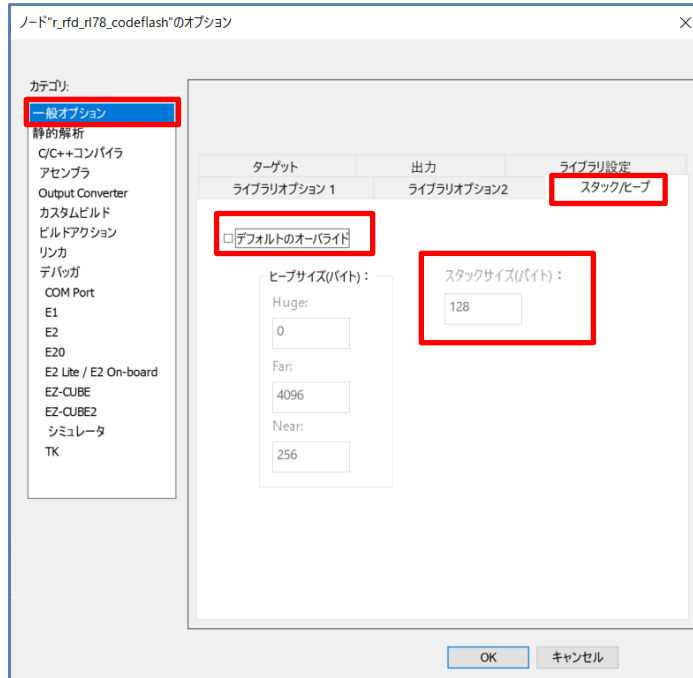 ノード"r_rfd_rl78_codeflash"のオプション
カテゴリ:
一般オプション
静的解析
C/C++コンパイラ
アセンブラ
Output Converter
カスタムビルド
ビルドアクション
リンカ
デバッガ
COM Port
E1
E2
E20
E2 Lite / E2 On-board
EZ-CUBE
EZ-CUBE2
シミュレータ
TK
ターゲット 出力 ライブラリ設定
ライブラリオプション 1 ライブラリオプション2 スタック/ヒープ
デフォルトのオーバライド
ヒープサイズ(バイト)：
Huge:
0
Far:
4096
Near:
256
スタックサイズ(バイト)：
128
OK キャンセル